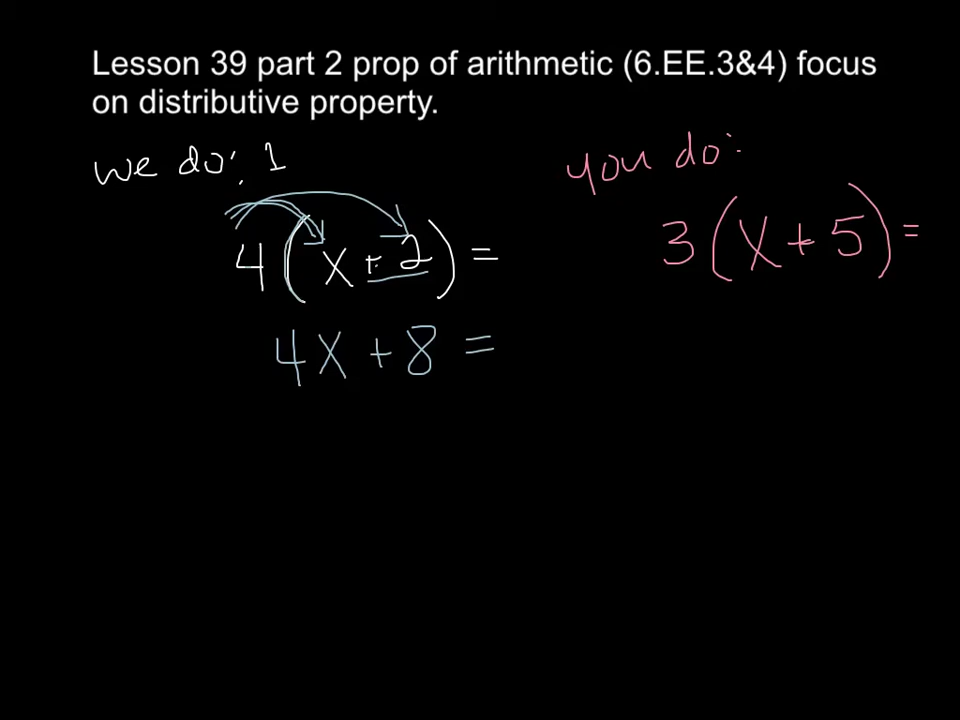 Lesson 39 part 2 prop of arithmetic (6.EE.3&4) focus
on distributive property.
we do: 1
4(x+2)=
4x+8=
you do:
3(x+5)=